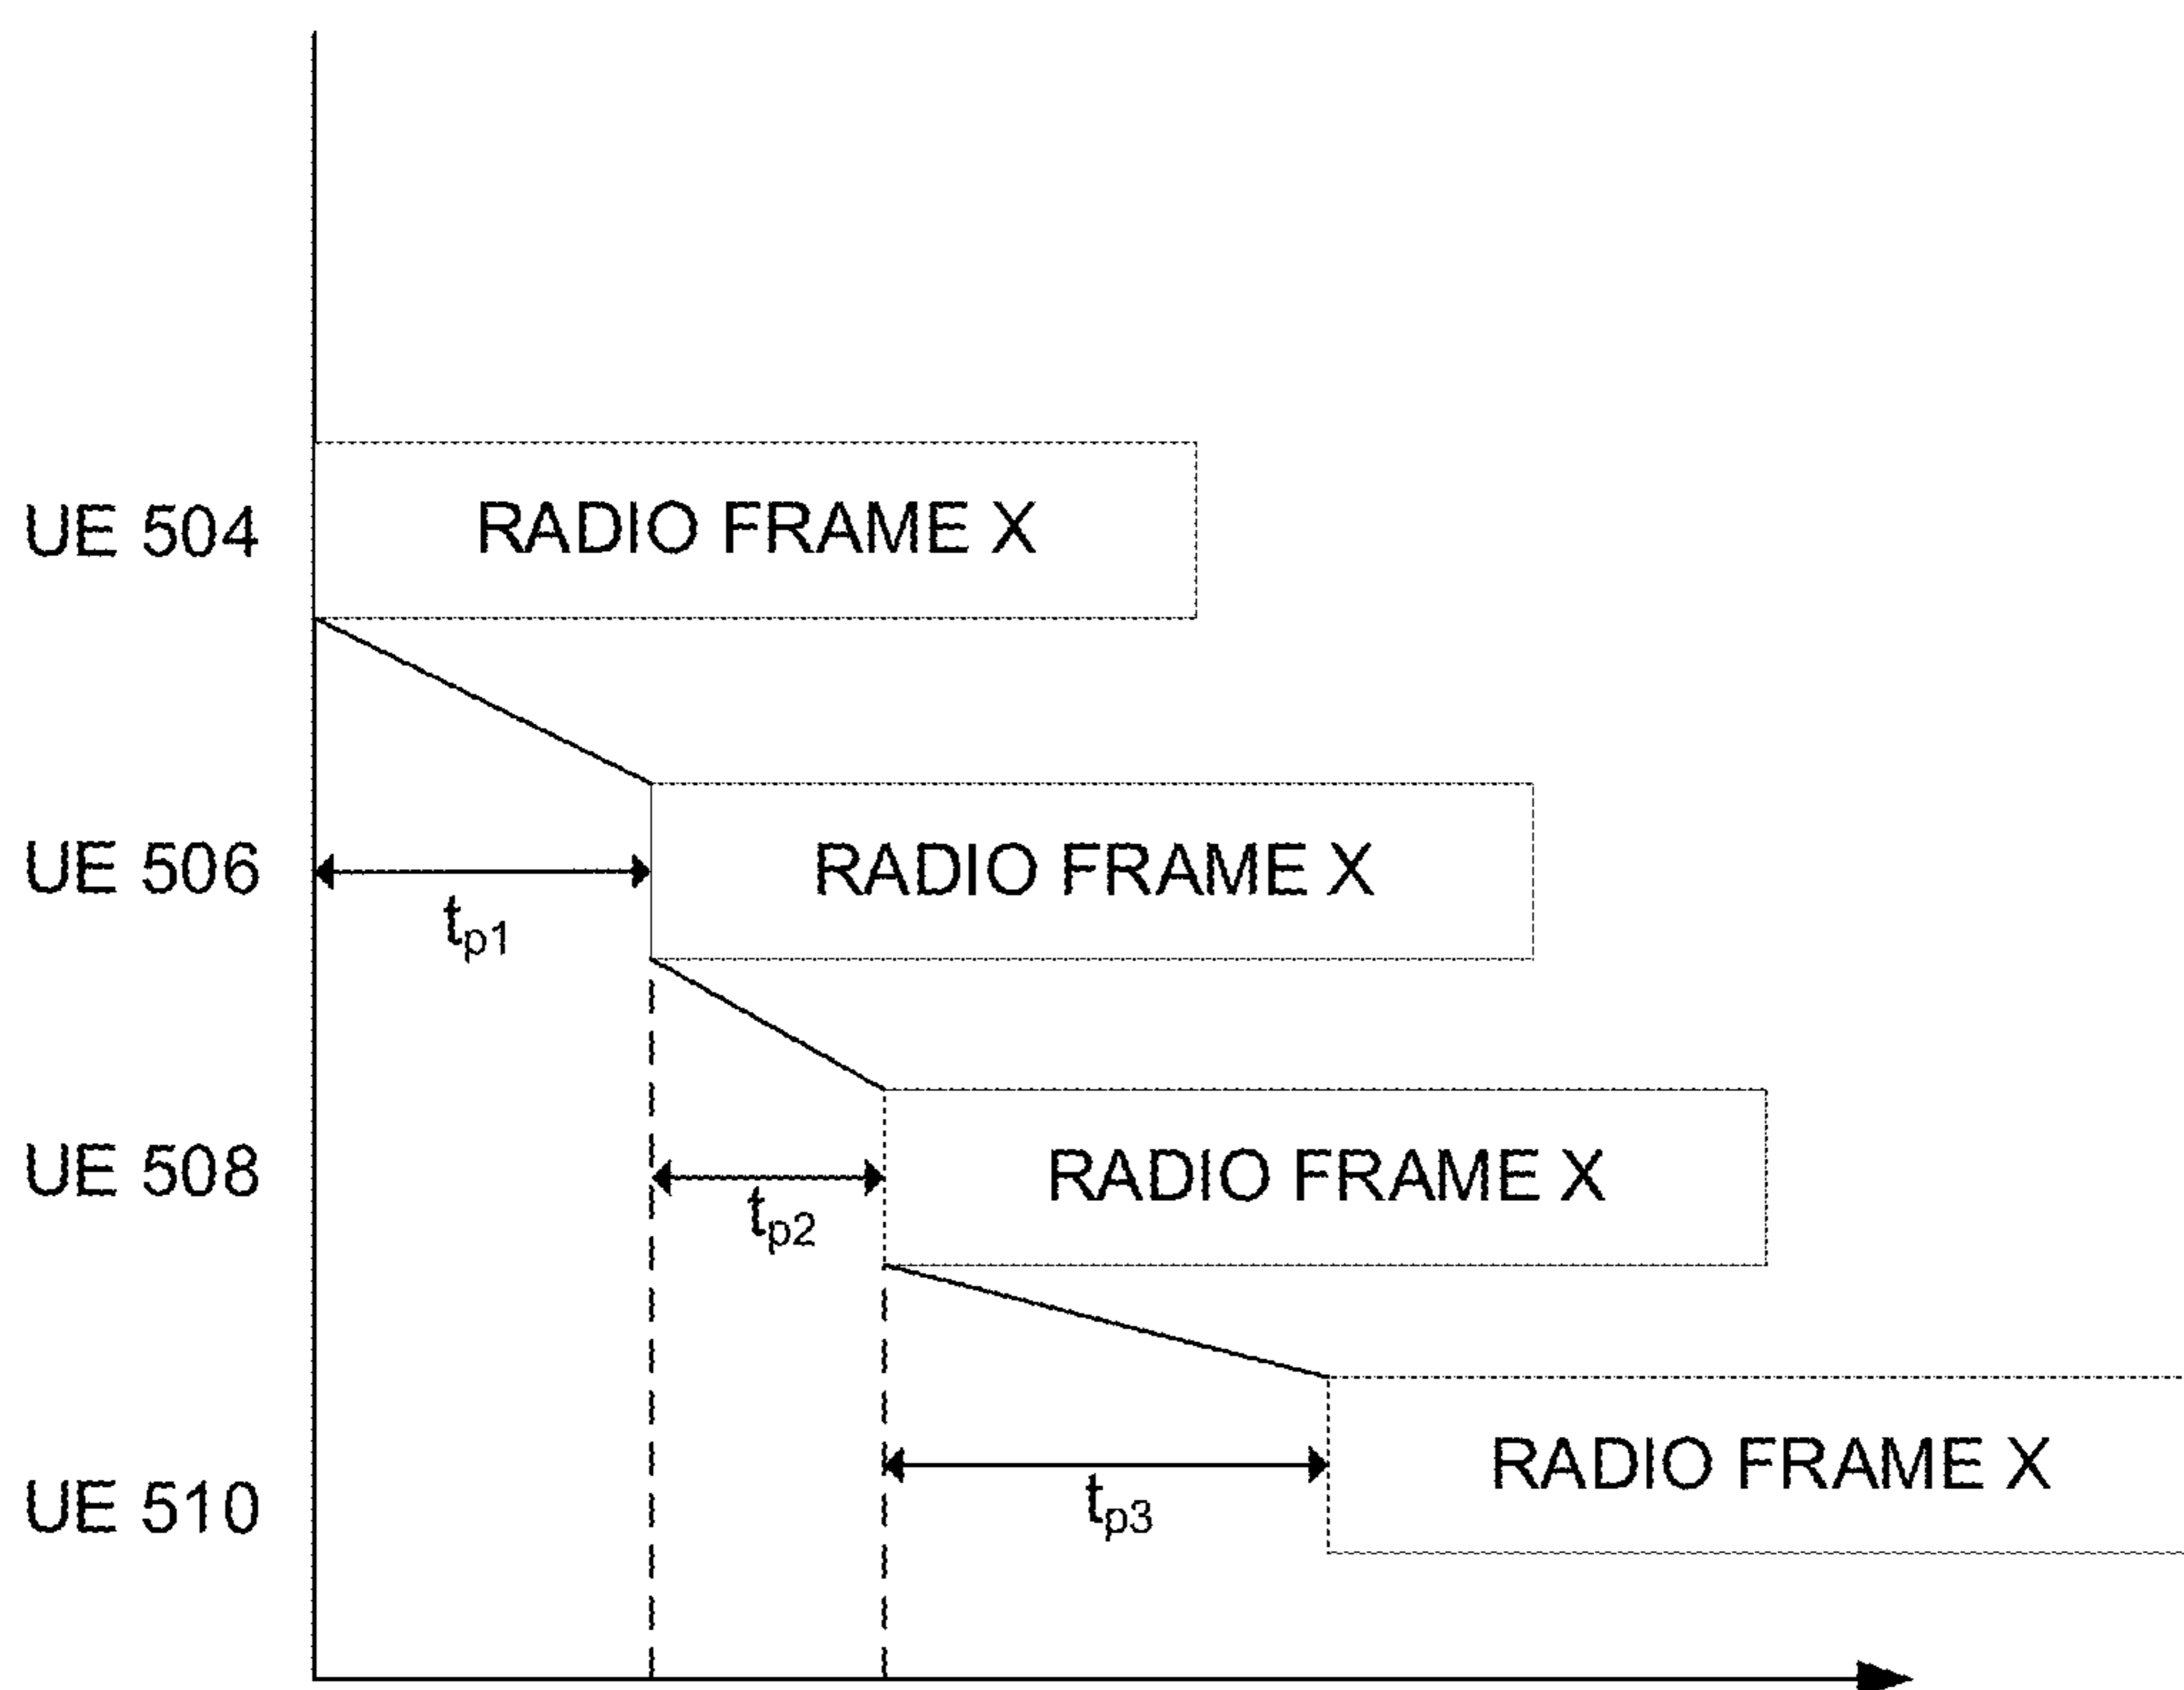 UE 504
RADIO FRAME X
UE 506
RADIO FRAME X
tp1
UE 508
RADIO FRAME X
tp2
UE 510
RADIO FRAME X
tp3